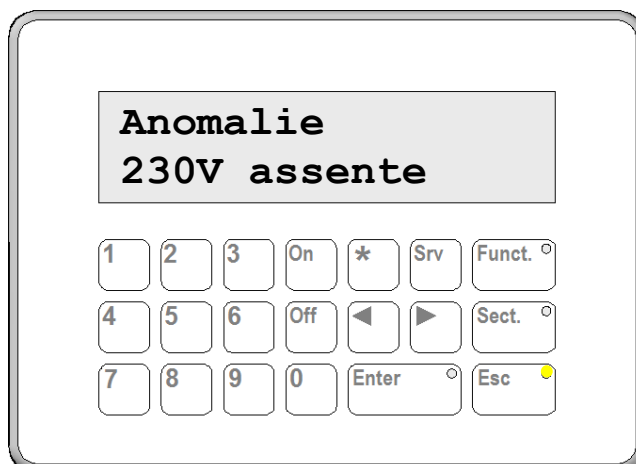 Anomalie
230V assente
1 2 3 On * Srv Funct.
4 5 6 Off ◀ ▶ Sect.
7 8 9 0 Enter Esc